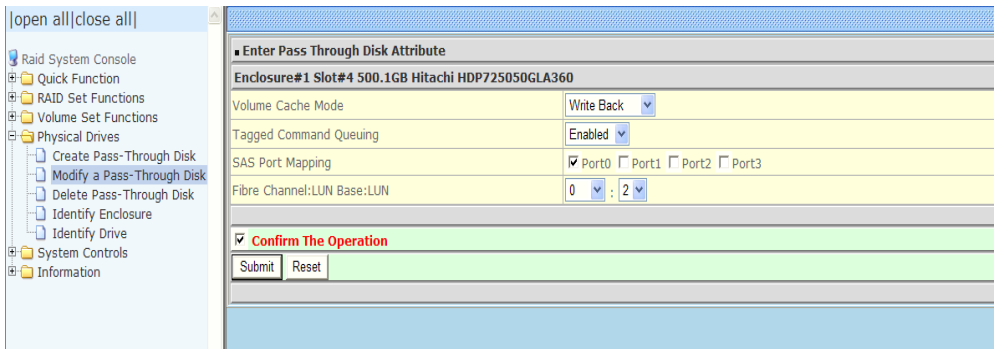 |open all|close all|
Raid System Console
Quick Function
RAID Set Functions
Volume Set Functions
Physical Drives
Create Pass-Through Disk
Modify a Pass-Through Disk
Delete Pass-Through Disk
Identify Enclosure
Identify Drive
System Controls
Information
Enter Pass Through Disk Attribute
Enclosure#1 Slot#4 500.1GB Hitachi HDP725050GLA360
Volume Cache Mode Write Back
Tagged Command Queuing Enabled
SAS Port Mapping Port0 Port1 Port2 Port3
Fibre Channel:LUN Base:LUN 0 : 2
Confirm The Operation
Submit Reset